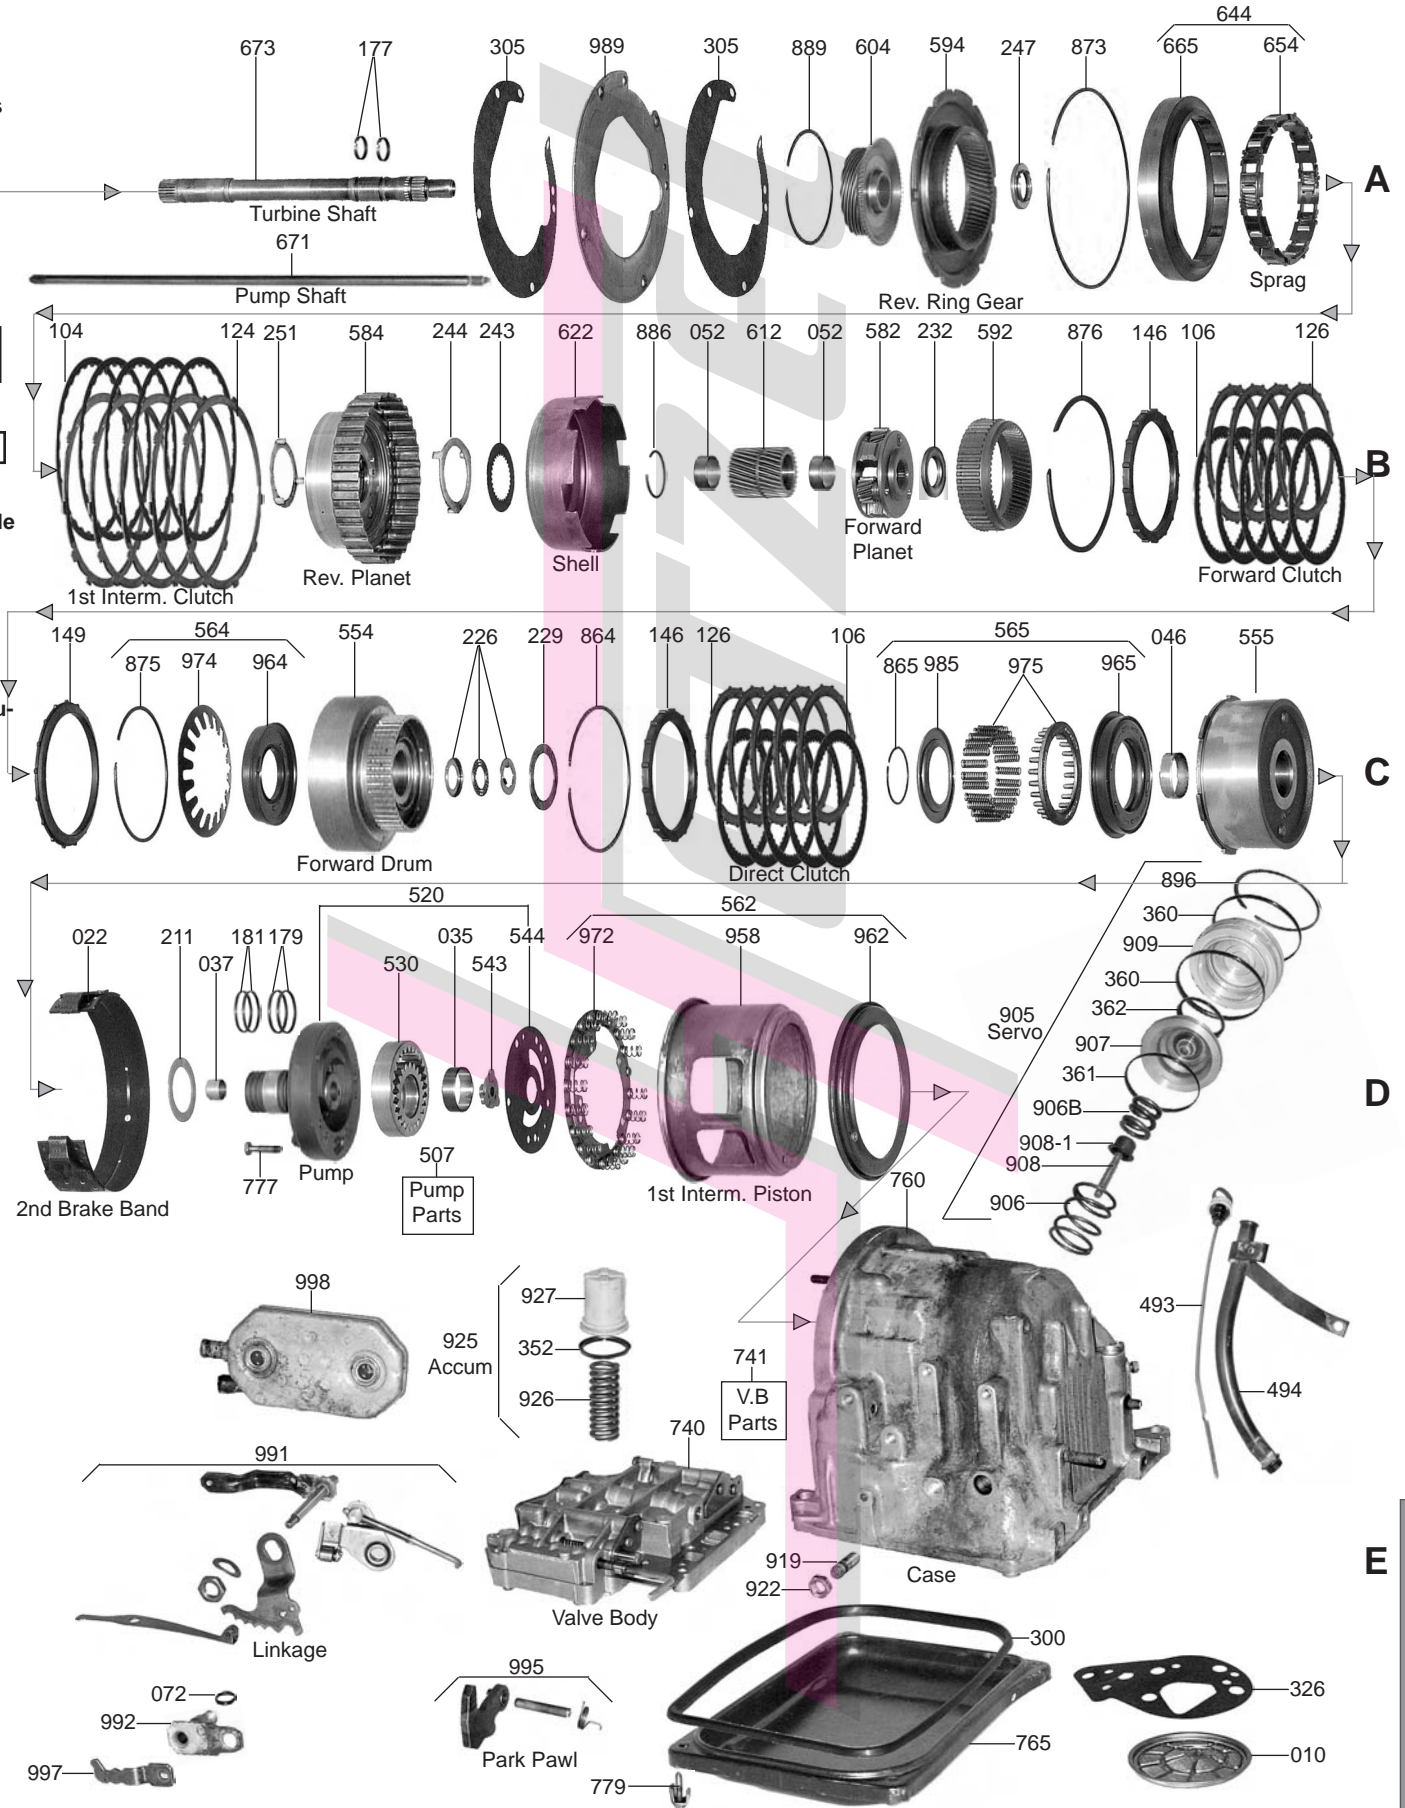 644
673 177 305 989 305 889 604 594 247 873 665 654
s
A
Turbine Shaft
671
Pump Shaft
Rev. Ring Gear
Sprag
104 124 251 584 244 243 622 886 052 612 052 582 232 592 876 146 106 126
B
de
Forward
Planet
Shell
Rev. Planet
Forward Clutch
1st Interm. Clutch
149 564 554 226 229 864 146 126 106 565 046 555
875 974 964 865 985 975 965
u-
C
Forward Drum
Direct Clutch
896
520 562
360
022 211 037 181 179 530 035 543 544 972 958 962
909
360
362
905
Servo
907
361
D
906B
908-1
908
906
777
Pump
507
Pump
Parts
1st Interm. Piston
760
2nd Brake Band
998
927
493
925
Accum
352
741
V.B
Parts
926
494
740
991
919
922
Case
E
Valve Body
Linkage
300
995
072
992
326
Park Pawl
765
010
997
779